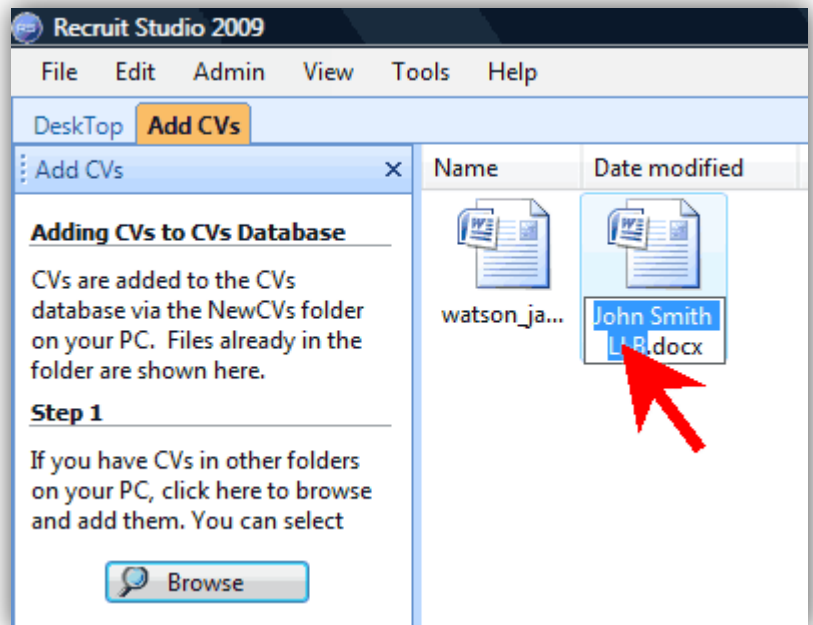 Recruit Studio 2009
File Edit Admin View Tools Help
DeskTop Add CVs
Add CVs
Name Date modified
Adding CVs to CVs Database
CVs are added to the CVs
database via the NewCVs folder
on your PC. Files already in the
folder are shown here.
watson_ja...
John Smith
LLB.docx
Step 1
If you have CVs in other folders
on your PC, click here to browse
and add them. You can select
Browse